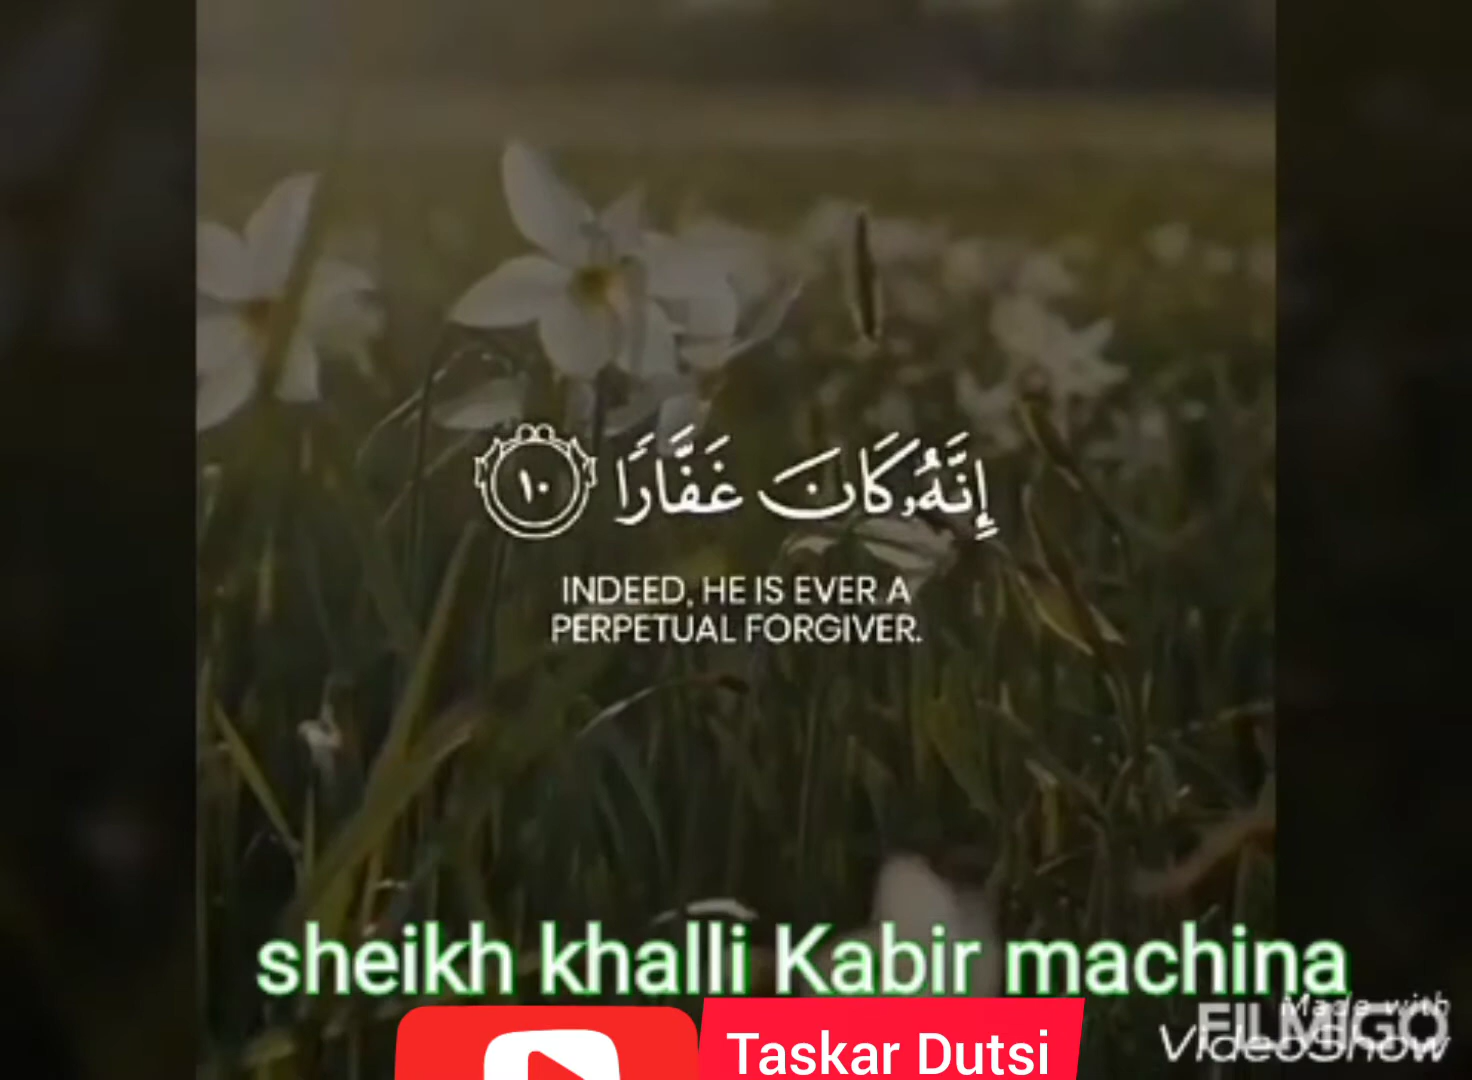 إِنَّهُۥ كَانَ غَفَّارًا ١٠
INDEED, HE IS EVER A
PERPETUAL FORGIVER.
sheikh khalli Kabir machina
Made with
FILMIGO
VideoShow
Taskar Dutsi